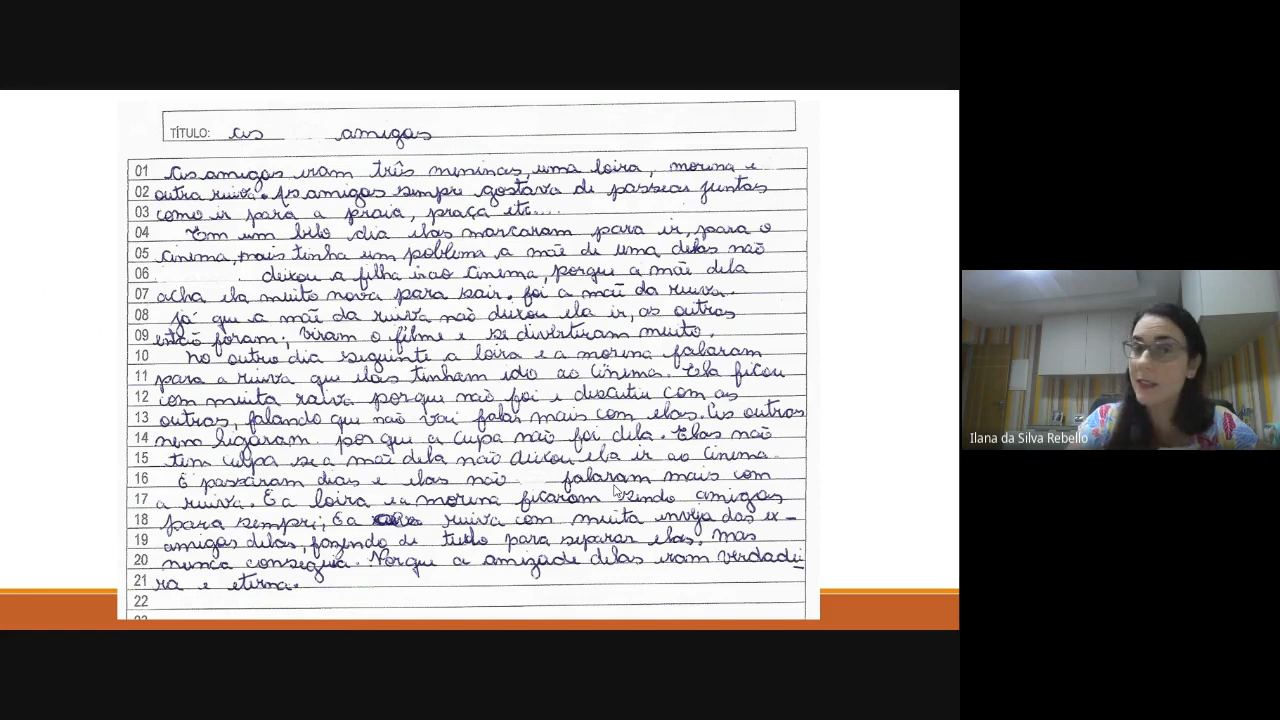 TÍTULO: As amigas
01 As amigas eram três meninas, uma loira, morena e
02 outra ruiva. As amigas sempre gostava de passear juntas
03 como ir para a praia, praça etc...
04 Em um belo dia elas marcaram para ir, para o
05 cinema, mais tinha um poblema a mãe de uma delas não
06 deixou a filha ir ao cinema, porque a mãe dela
07 acha ela muito nova para sair. foi a mãe da ruiva.
08 já que a mãe da ruiva não deixou ela ir, as outras
09 então foram; viram o filme e se divertiram muito.
10 No outro dia seguinte a loira e a morena falaram
11 para a ruiva que elas tinham ido ao cinema. Ela ficou
12 com muita raiva porque não foi e discutiu com as
13 outras, falando que não vai falar mais com elas. As outras
14 nem ligaram porque a cupa não foi dela. Elas não
15 tem culpa se a mãe dela não deixou ela ir ao cinema.
16 E passaram dias e elas não falaram mais com
17 a ruiva. E a loira e a morena ficaram sendo amigas
18 para sempre; E a ruiva com muita inveja das ex-
19 amigas delas, fazendo de tudo para separar elas. Mas
20 nunca conseguia. Porque a amizade delas eram verdadei
21 ra e eterna.
22
Ilana da Silva Rebello